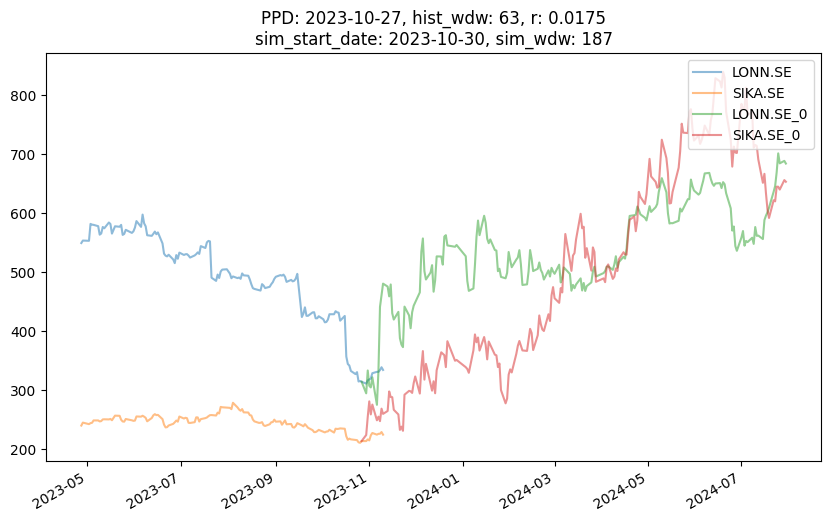 PPD: 2023-10-27, hist_wdw: 63, r: 0.0175
sim_start_date: 2023-10-30, sim_wdw: 187
LONN.SE
SIKA.SE
LONN.SE_0
SIKA.SE_0
800
700
600
500
400
300
200
2023-05
2023-07
2023-09
2023-11
2024-01
2024-03
2024-05
2024-07